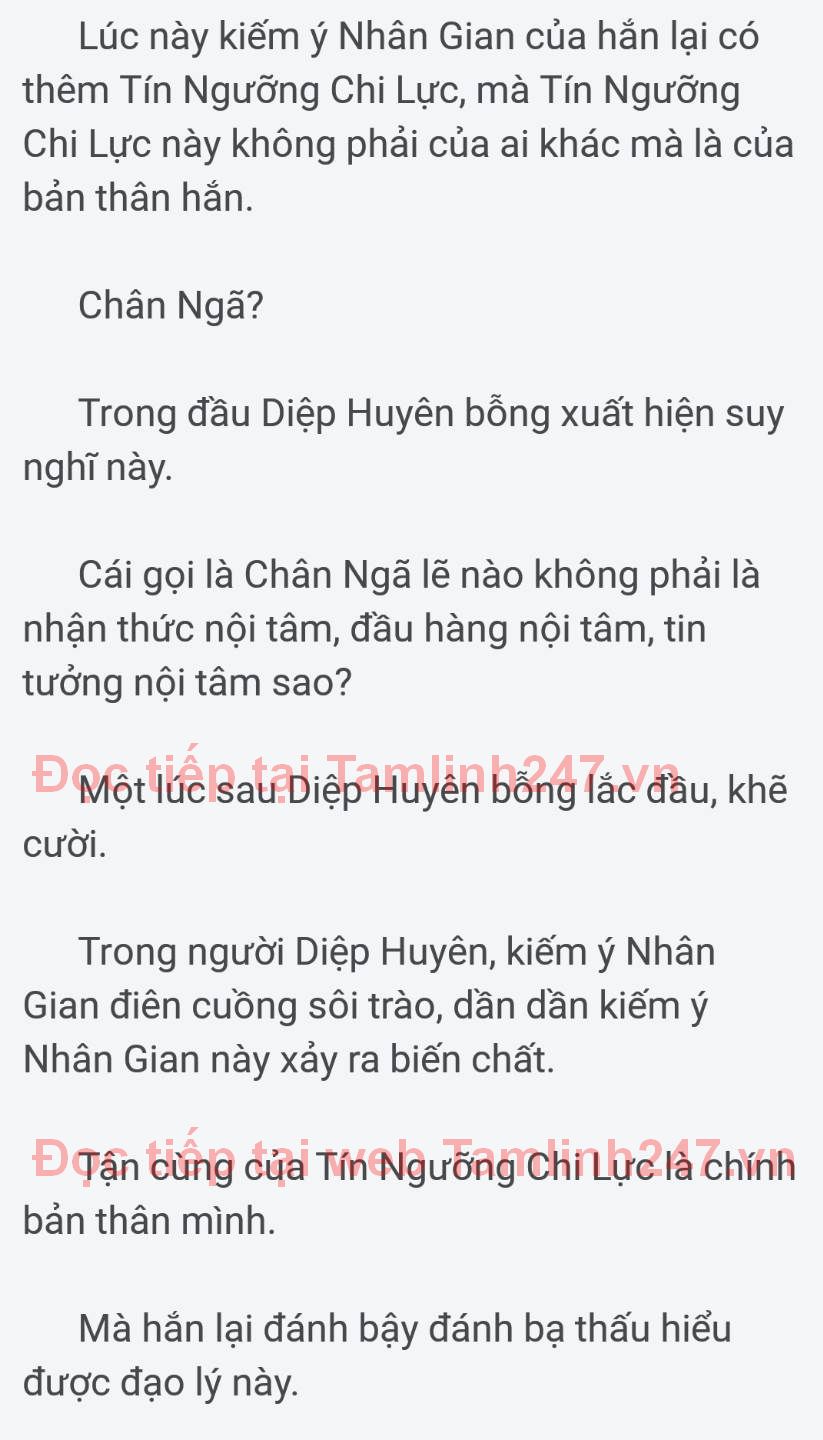 Lúc này kiếm ý Nhân Gian của hắn lại có
thêm Tín Ngưỡng Chi Lực, mà Tín Ngưỡng
Chi Lực này không phải của ai khác mà là của
bản thân hắn.
Chân Ngã?
Trong đầu Diệp Huyên bỗng xuất hiện suy
nghĩ này.
Cái gọi là Chân Ngã lẽ nào không phải là
nhận thức nội tâm, đầu hàng nội tâm, tin
tưởng nội tâm sao?
Đọc tiếp tại Tamlinh247.vn
Một lúc sau Diệp Huyên bỗng lắc đầu, khẽ
cười.
Trong người Diệp Huyên, kiếm ý Nhân
Gian điên cuồng sôi trào, dần dần kiếm ý
Nhân Gian này xảy ra biến chất.
Đọc tiếp tại web Tamlinh247.vn
Tận cùng của Tín Ngưỡng Chi Lực là chính
bản thân mình.
Mà hắn lại đánh bậy đánh bạ thấu hiểu
được đạo lý này.